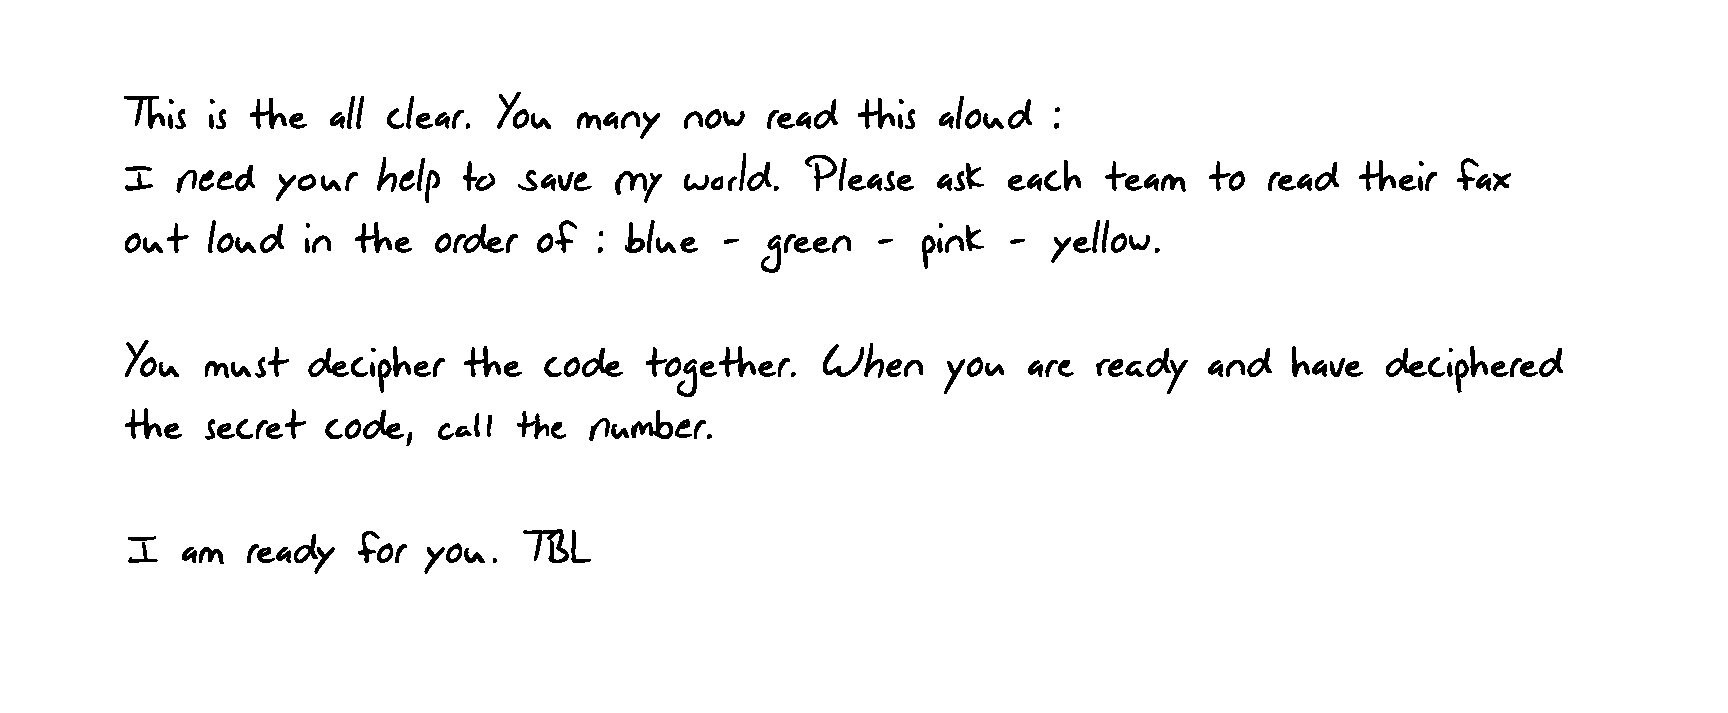 This is the all clear. You many now read this aloud :
I need your help to save my world. Please ask each team to read their fax
out loud in the order of : blue - green - pink - yellow.
You must decipher the code together. When you are ready and have deciphered
the secret code, call the number.
I am ready for you. TBL